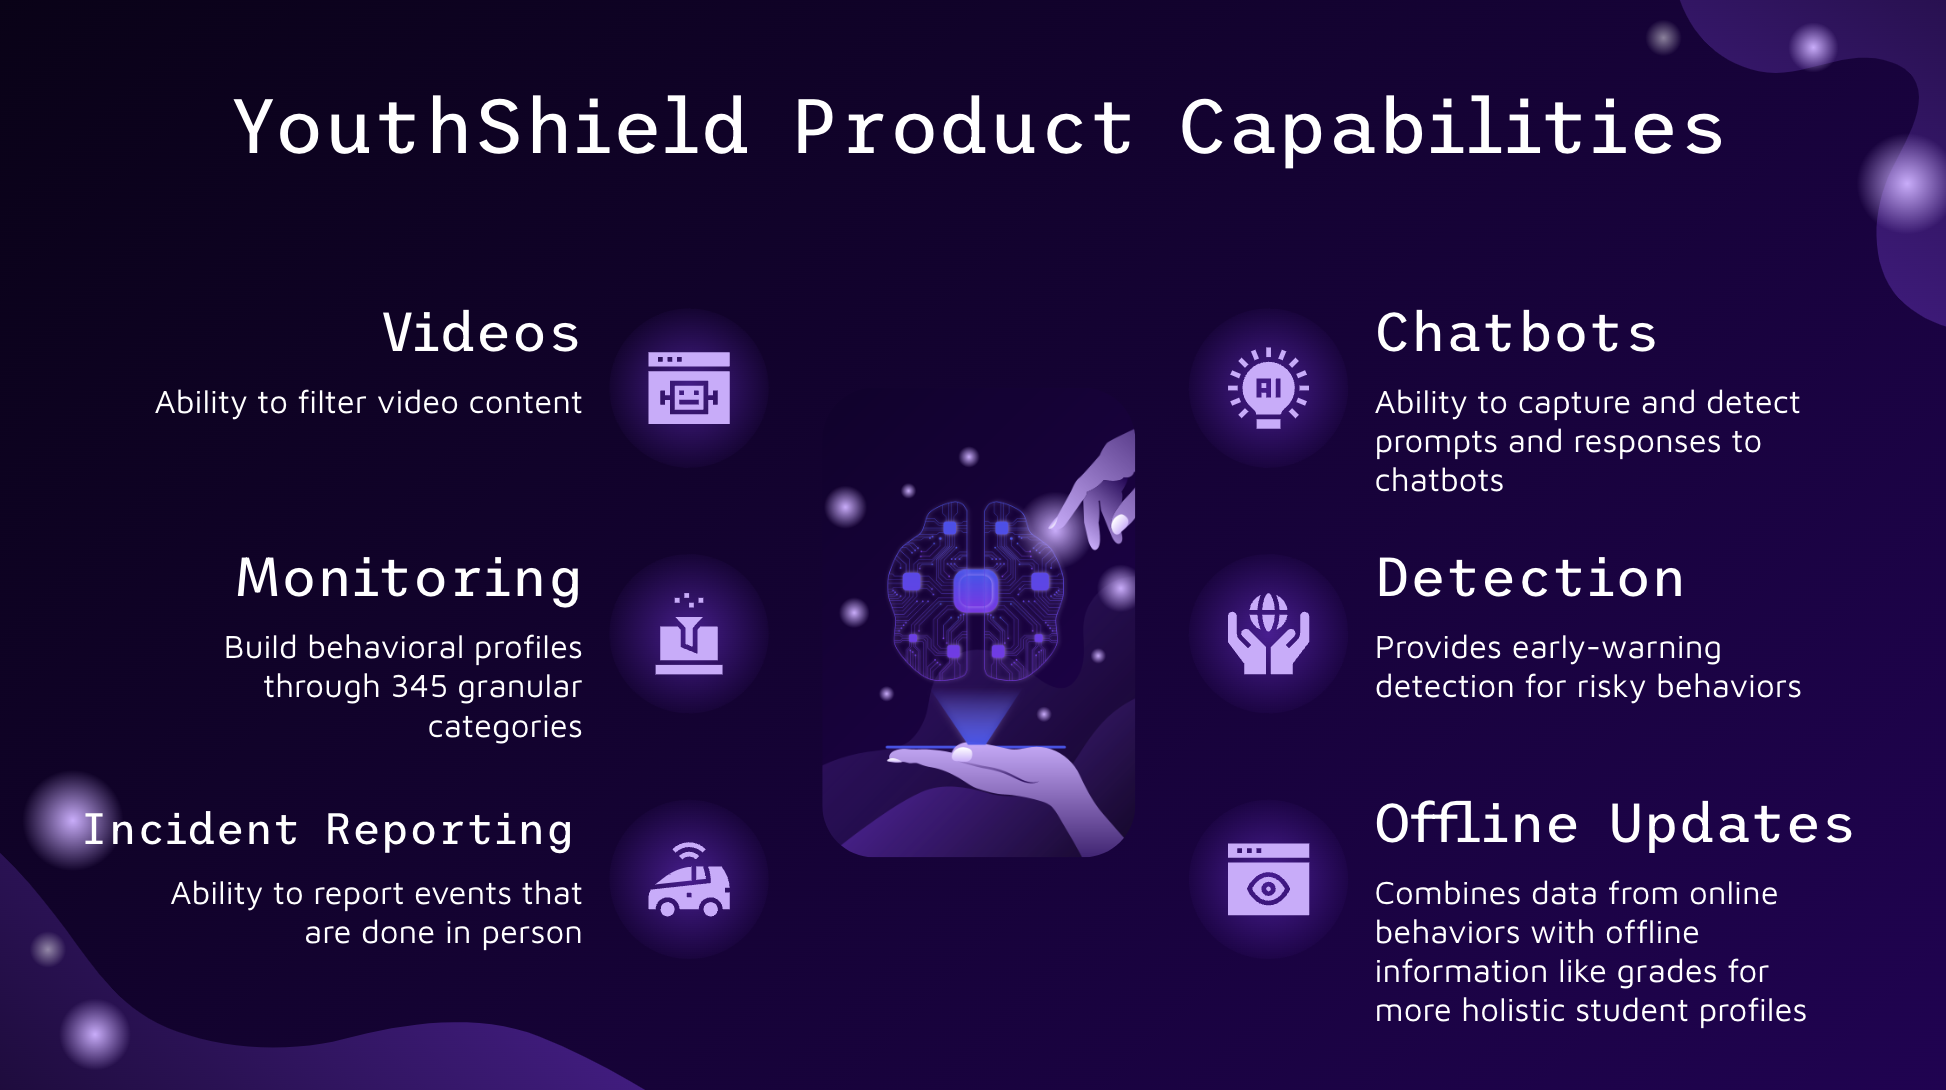 YouthShield Product Capabilities
Videos
Ability to filter video content
Monitoring
Build behavioral profiles
through 345 granular
categories
Incident Reporting
Ability to report events that
are done in person
AI
Chatbots
Ability to capture and detect
prompts and responses to
chatbots
Detection
Provides early-warning
detection for risky behaviors
Offline Updates
Combines data from online
behaviors with offline
information like grades for
more holistic student profiles